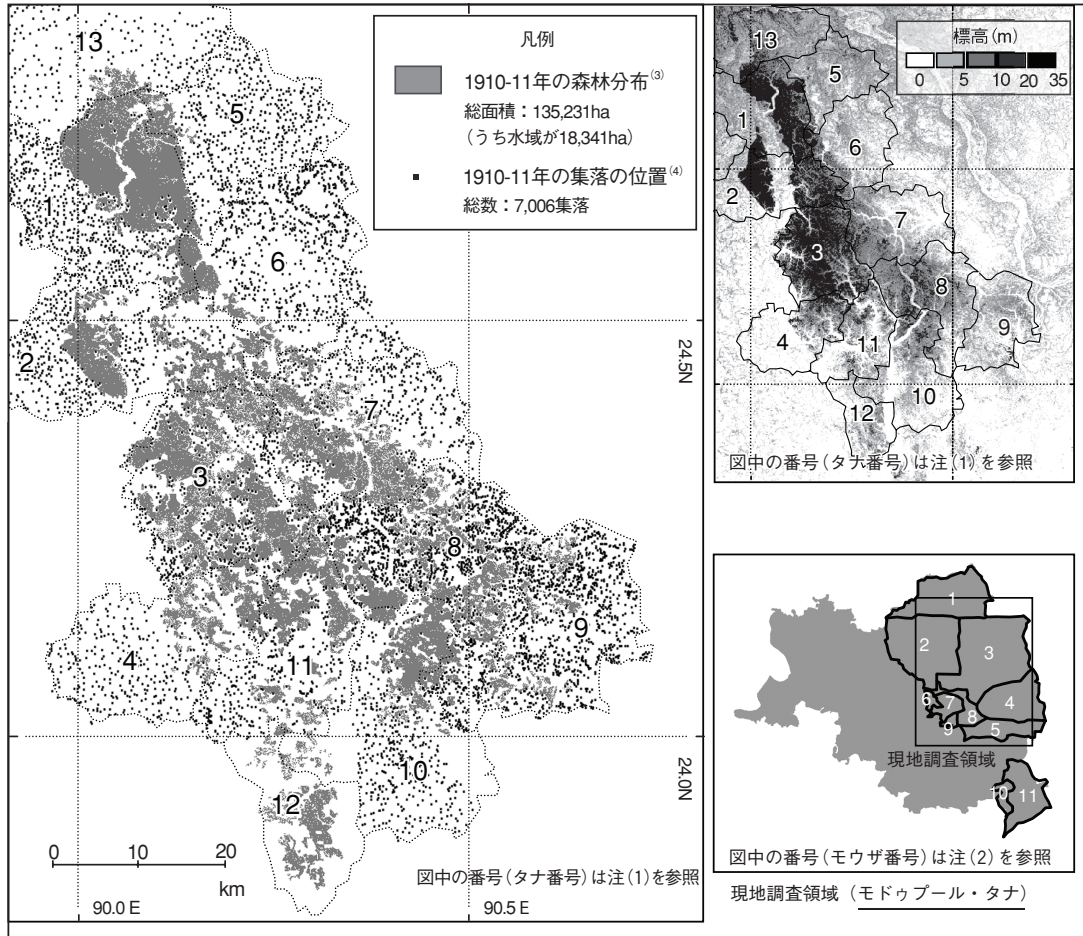 凡例
1910-11年の森林分布(3)
総面積：135,231ha
（うち水域が18,341ha）
1910-11年の集落の位置(4)
総数：7,006集落
13
5
1
6
2
7
3
8
9
4
11
10
12
24.5N
24.0N
0 10 20
km
90.0 E
90.5 E
図中の番号(タナ番号)は注(1)を参照
標高(m)
0 5 10 20 35
13
5
1
6
2
7
3
8
9
4
11
10
12
図中の番号(タナ番号)は注(1)を参照
1
2
3
4
6
7
8
5
9
現地調査領域
10
11
図中の番号(モウザ番号)は注(2)を参照
現地調査領域（モドゥプール・タナ）